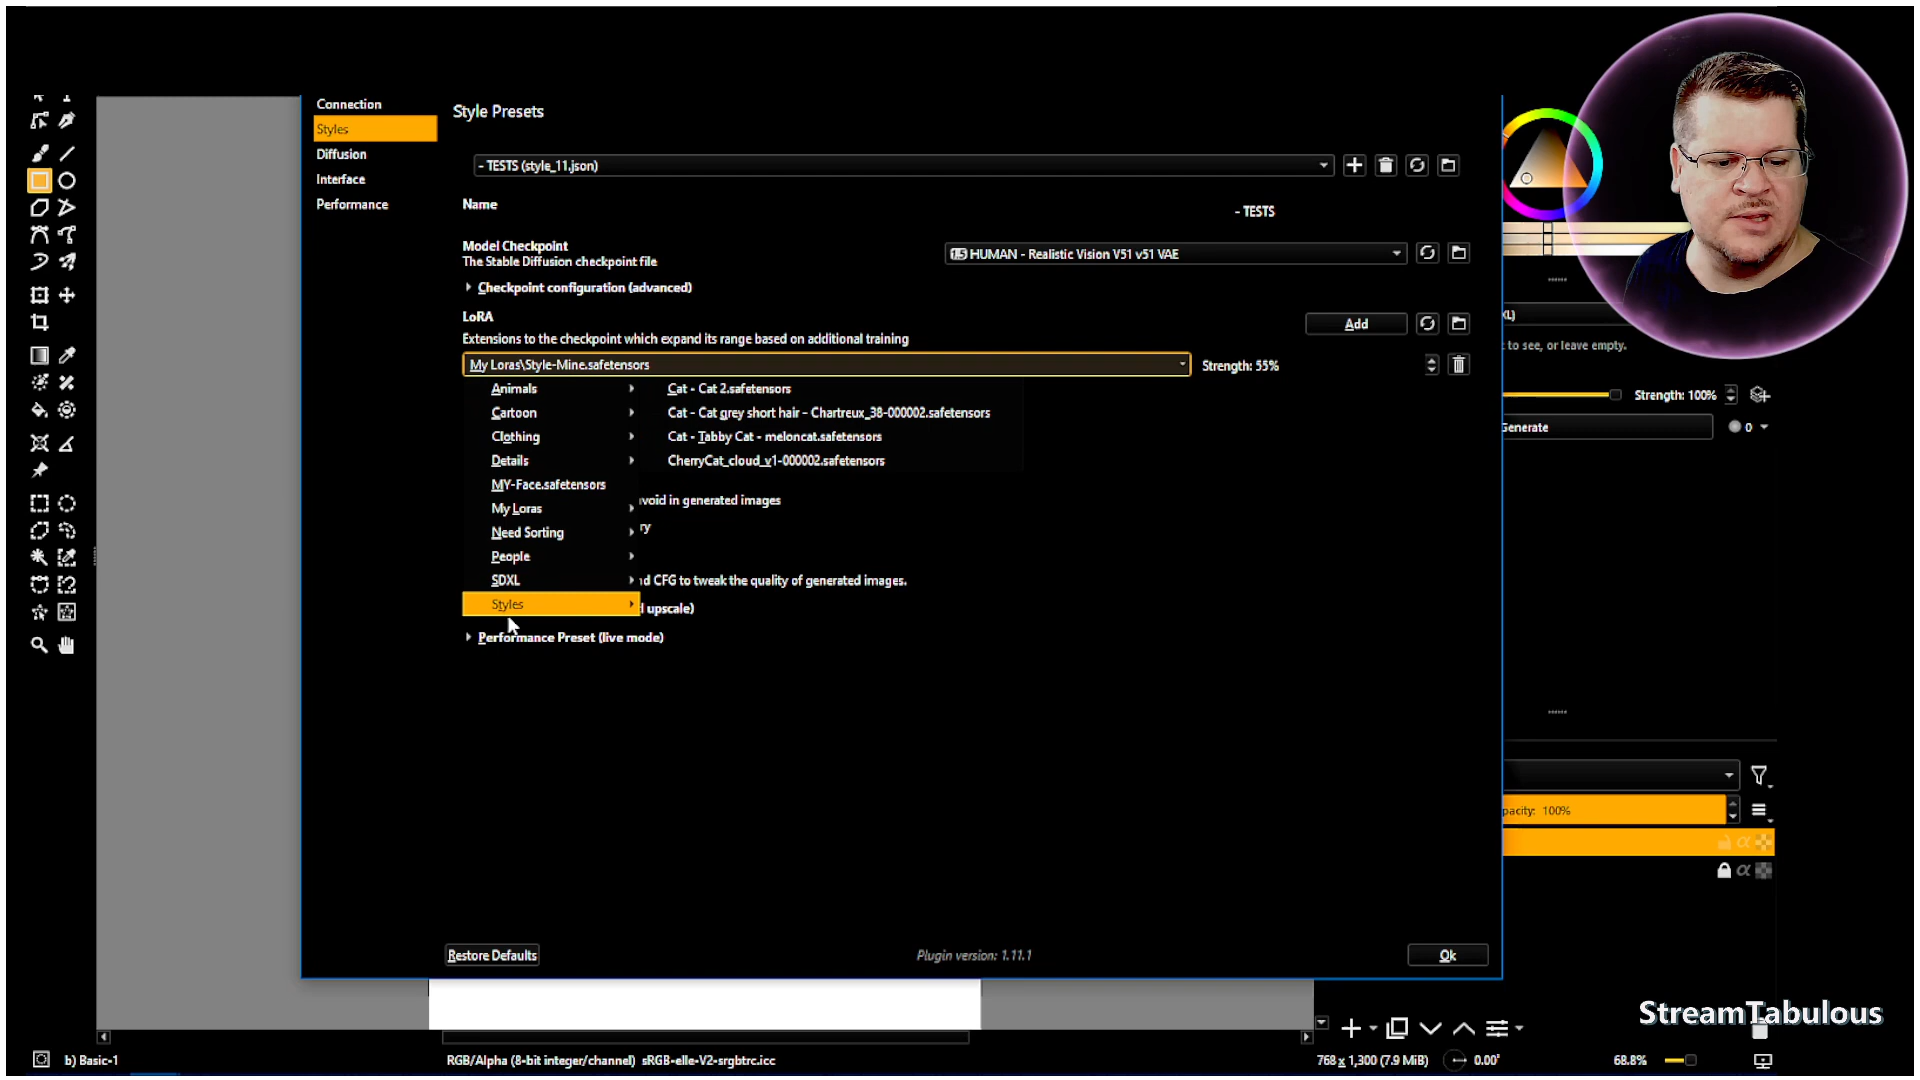 Connection
Styles
Diffusion
Interface
Performance
Style Presets
- TESTS (style_11.json)
Name
- TESTS
Model Checkpoint
The Stable Diffusion checkpoint file
1.5 HUMAN - Realistic Vision V51 v51 VAE
Checkpoint configuration (advanced)
LoRA
Extensions to the checkpoint which expand its range based on additional training
Add
My Loras\Style-Mine.safetensors
Strength: 55%
Animals
Cartoon
Clothing
Details
MY-Face.safetensors
My Loras
Need Sorting
People
SDXL
Styles
Cat - Cat 2.safetensors
Cat - Cat grey short hair - Chartreux_38-000002.safetensors
Cat - Tabby Cat - meloncat.safetensors
CherryCat_cloud_v1-000002.safetensors
void in generated images
ry
d CFG to tweak the quality of generated images.
d upscale)
Performance Preset (live mode)
Restore Defaults
Plugin version: 1.11.1
Ok
XL)
t to see, or leave empty.
Strength: 100%
Generate
0
pacity: 100%
StreamTabulous
b) Basic-1
RGB/Alpha (8-bit integer/channel) sRGB-elle-V2-srgbtrc.icc
768 x 1,300 (7.9 MiB)
0.00°
68.8%